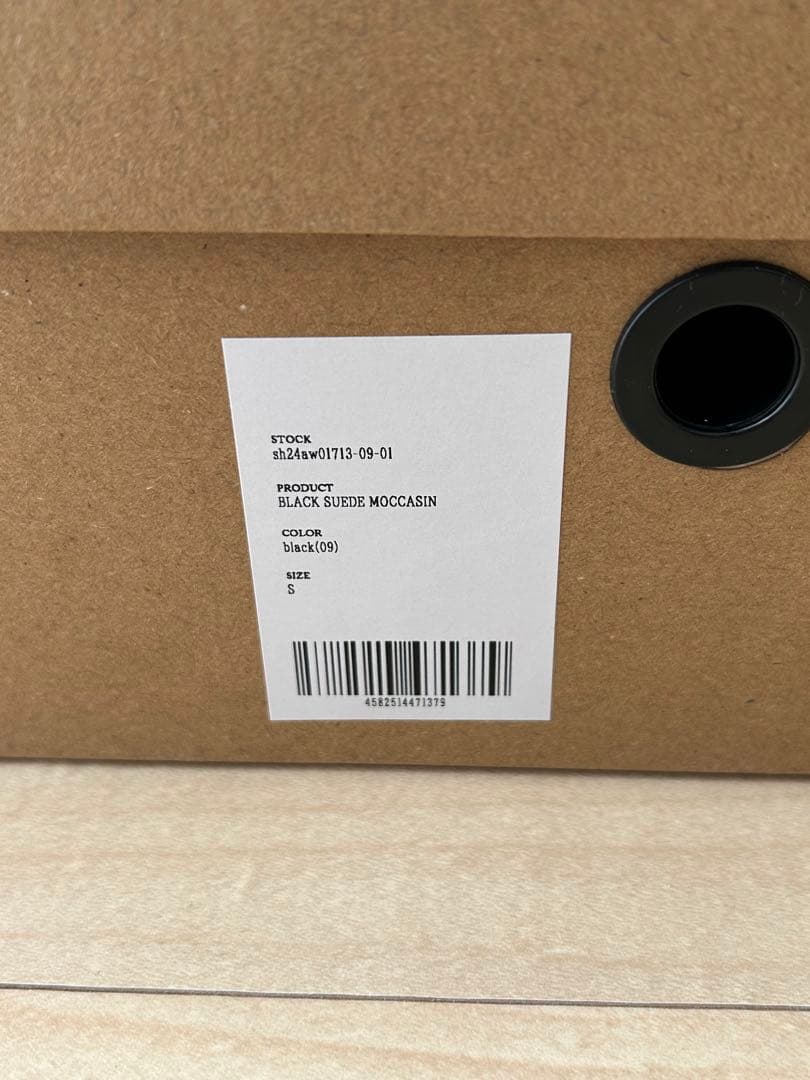 STOCK
sh24aw01713-09-01
PRODUCT
BLACK SUEDE MOCCASIN
COLOR
black(09)
SIZE
S
4582514471379